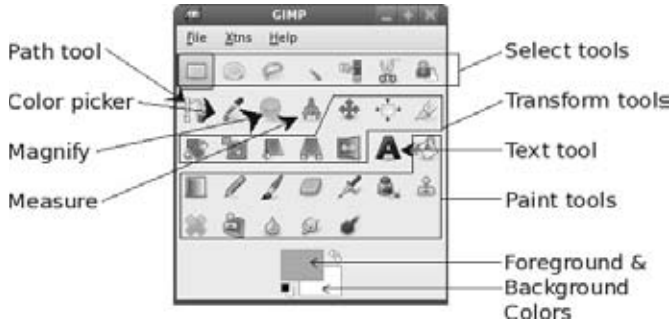 GIMP
File Xtns Help
Path tool
Color picker
Magnify
Measure
Select tools
Transform tools
A
Text tool
Paint tools
Foreground &
Background
Colors